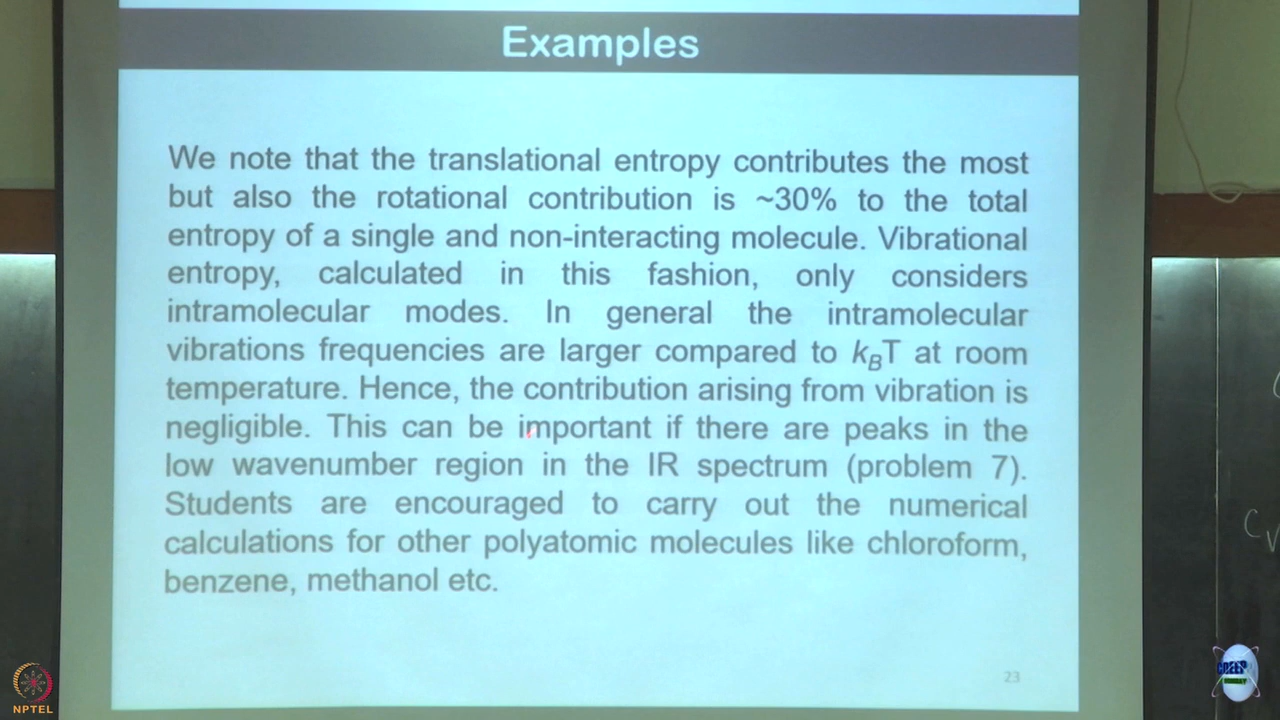 Examples
We note that the translational entropy contributes the most
but also the rotational contribution is ~30% to the total
entropy of a single and non-interacting molecule. Vibrational
entropy, calculated in this fashion, only considers
intramolecular modes. In general the intramolecular
vibrations frequencies are larger compared to kBT at room
temperature. Hence, the contribution arising from vibration is
negligible. This can be important if there are peaks in the
low wavenumber region in the IR spectrum (problem 7).
Students are encouraged to carry out the numerical
calculations for other polyatomic molecules like chloroform,
benzene, methanol etc.
23
NPTEL
CDEEP
BOMBAY
Cv